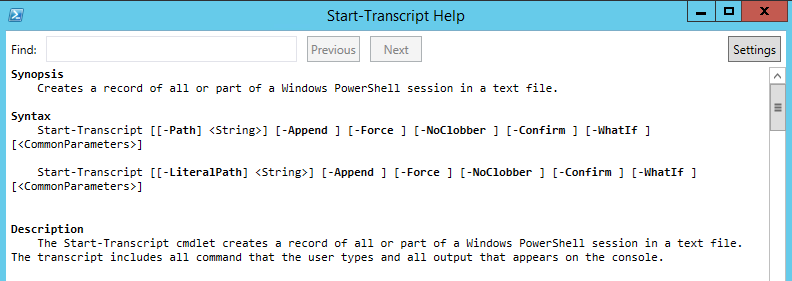 Start-Transcript Help
Find:
Previous
Next
Settings
Synopsis
Creates a record of all or part of a Windows PowerShell session in a text file.
Syntax
Start-Transcript [[-Path] <String>] [-Append ] [-Force ] [-NoClobber ] [-Confirm ] [-WhatIf ]
[<CommonParameters>]
Start-Transcript [[-LiteralPath] <String>] [-Append ] [-Force ] [-NoClobber ] [-Confirm ] [-WhatIf ]
[<CommonParameters>]
Description
The Start-Transcript cmdlet creates a record of all or part of a Windows PowerShell session in a text file.
The transcript includes all command that the user types and all output that appears on the console.